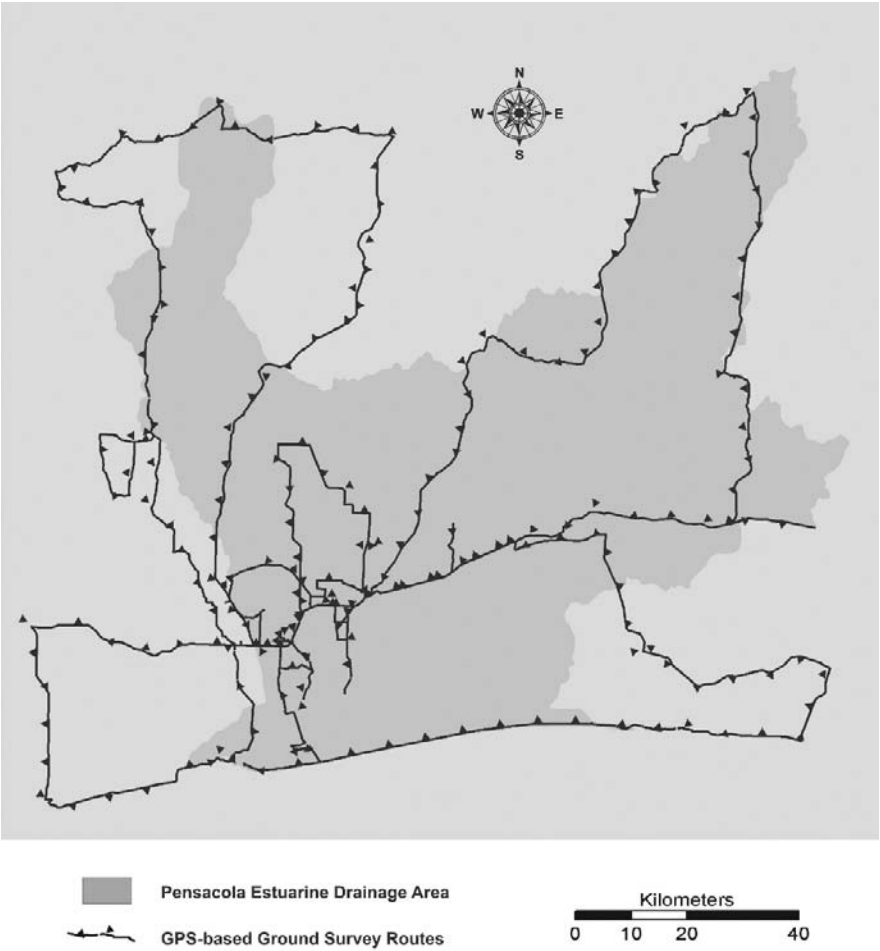 N
W E
S
Pensacola Estuarine Drainage Area
GPS-based Ground Survey Routes
Kilometers
0 10 20 40